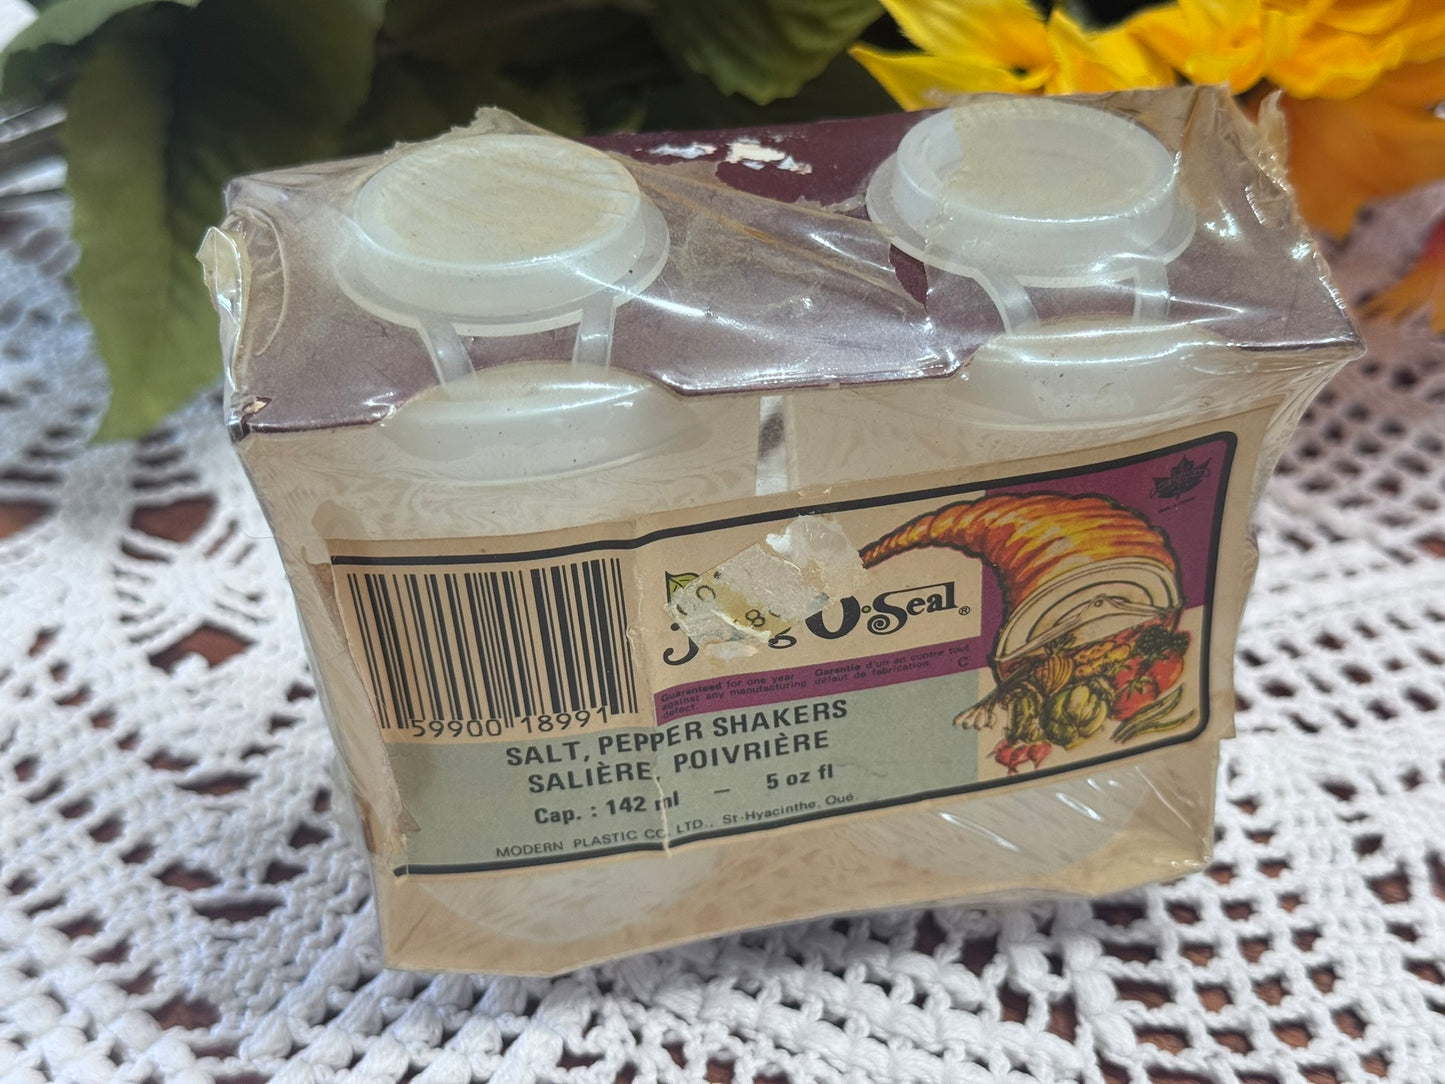 O·Seal®
Guaranteed for one year
against any manufacturing
defect.
Garantie d'un an contre tout
défaut de fabrication.
C
59900 18991
SALT, PEPPER SHAKERS
SALIÈRE, POIVRIÈRE
Cap. : 142 ml – 5 oz fl
MODERN PLASTIC CO. LTD., St-Hyacinthe, Qué.